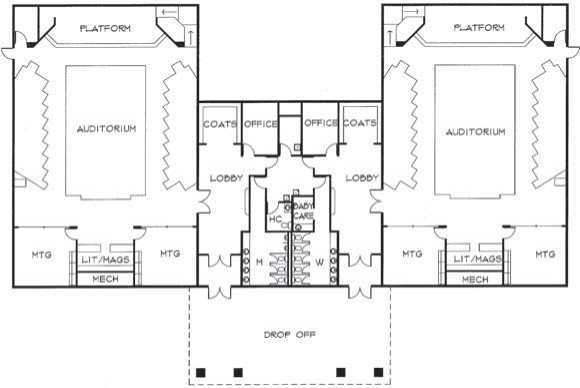 PLATFORM
PLATFORM
AUDITORIUM
COATS
OFFICE
OFFICE
COATS
AUDITORIUM
LOBBY
LOBBY
HC
BABY
CARE
MTG
LIT/MAGS
MTG
MECH
M
W
MTG
LIT/MAGS
MTG
MECH
DROP OFF